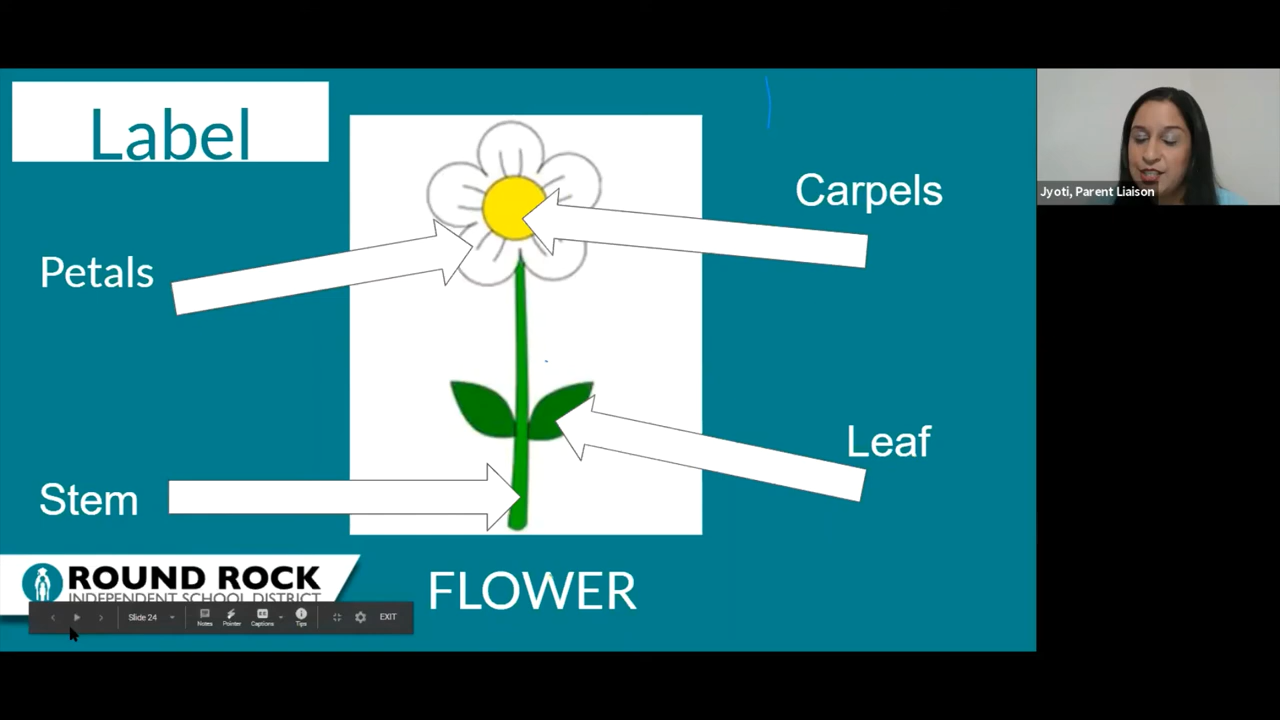 Label
Carpels
Jyoti, Parent Liaison
Petals
Leaf
Stem
ROUND ROCK
INDEPENDENT SCHOOL DISTRICT
FLOWER
Slide 24
Notes
Pointer
Captions
Tips
EXIT